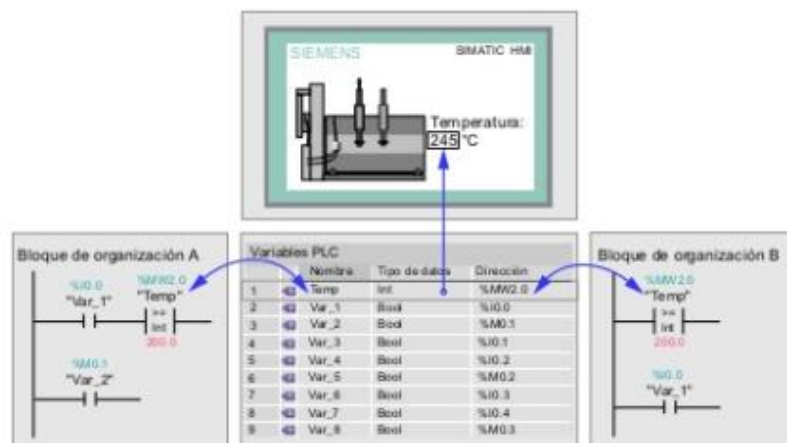 SIEMENS SIMATIC HMI
Temperatura:
245 °C
Bloque de organización A
%I0.0 %MW2.0
"Var_1" "Temp"
>=
Int
200.0
%M0.1
"Var_2"
Variables PLC
Nombre Tipo de datos Dirección
1 Temp Int %MW2.0
2 Var_1 Bool %I0.0
3 Var_2 Bool %M0.1
4 Var_3 Bool %I0.1
5 Var_4 Bool %I0.2
6 Var_5 Bool %M0.2
7 Var_6 Bool %I0.3
8 Var_7 Bool %I0.4
9 Var_8 Bool %M0.3
Bloque de organización B
%MW2.0
"Temp"
>=
Int
200.0
%I0.0
"Var_1"